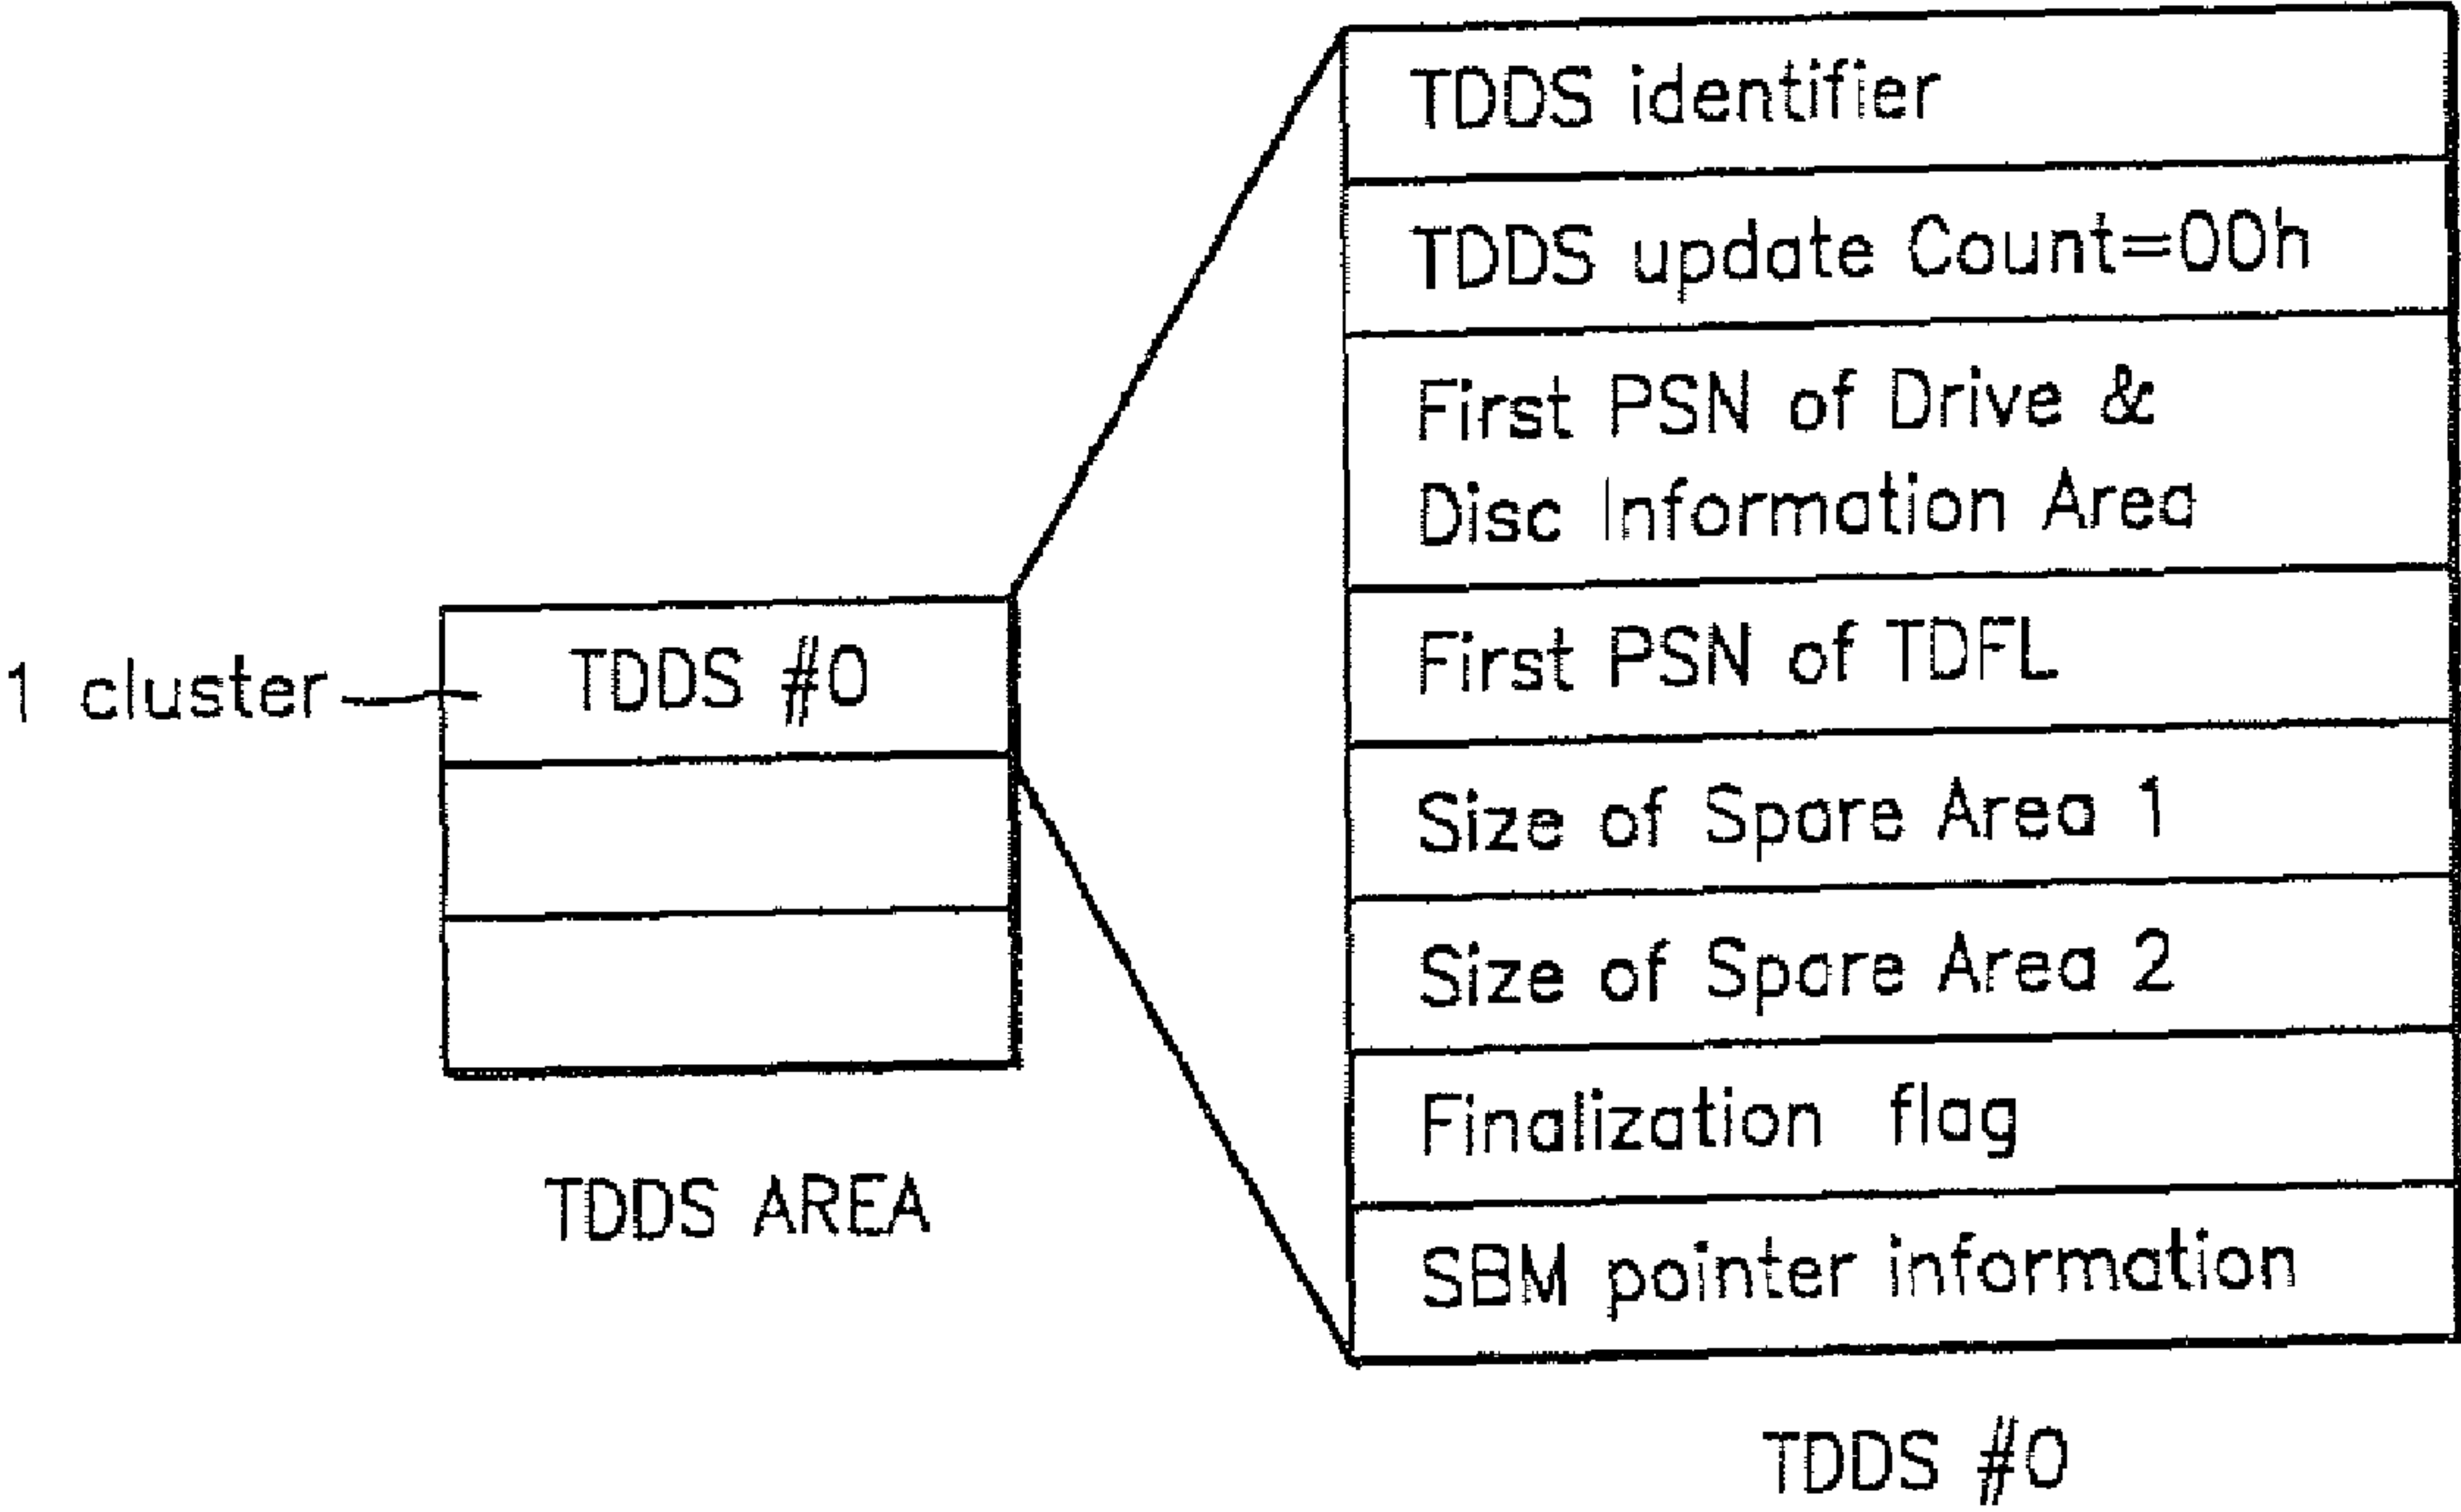 1 cluster
TDDS #0
TDDS AREA
TDDS identifier
TDDS update Count=00h
First PSN of Drive &
Disc Information Area
First PSN of TDFL
Size of Spare Area 1
Size of Spare Area 2
Finalization flag
SBM pointer information
TDDS #0